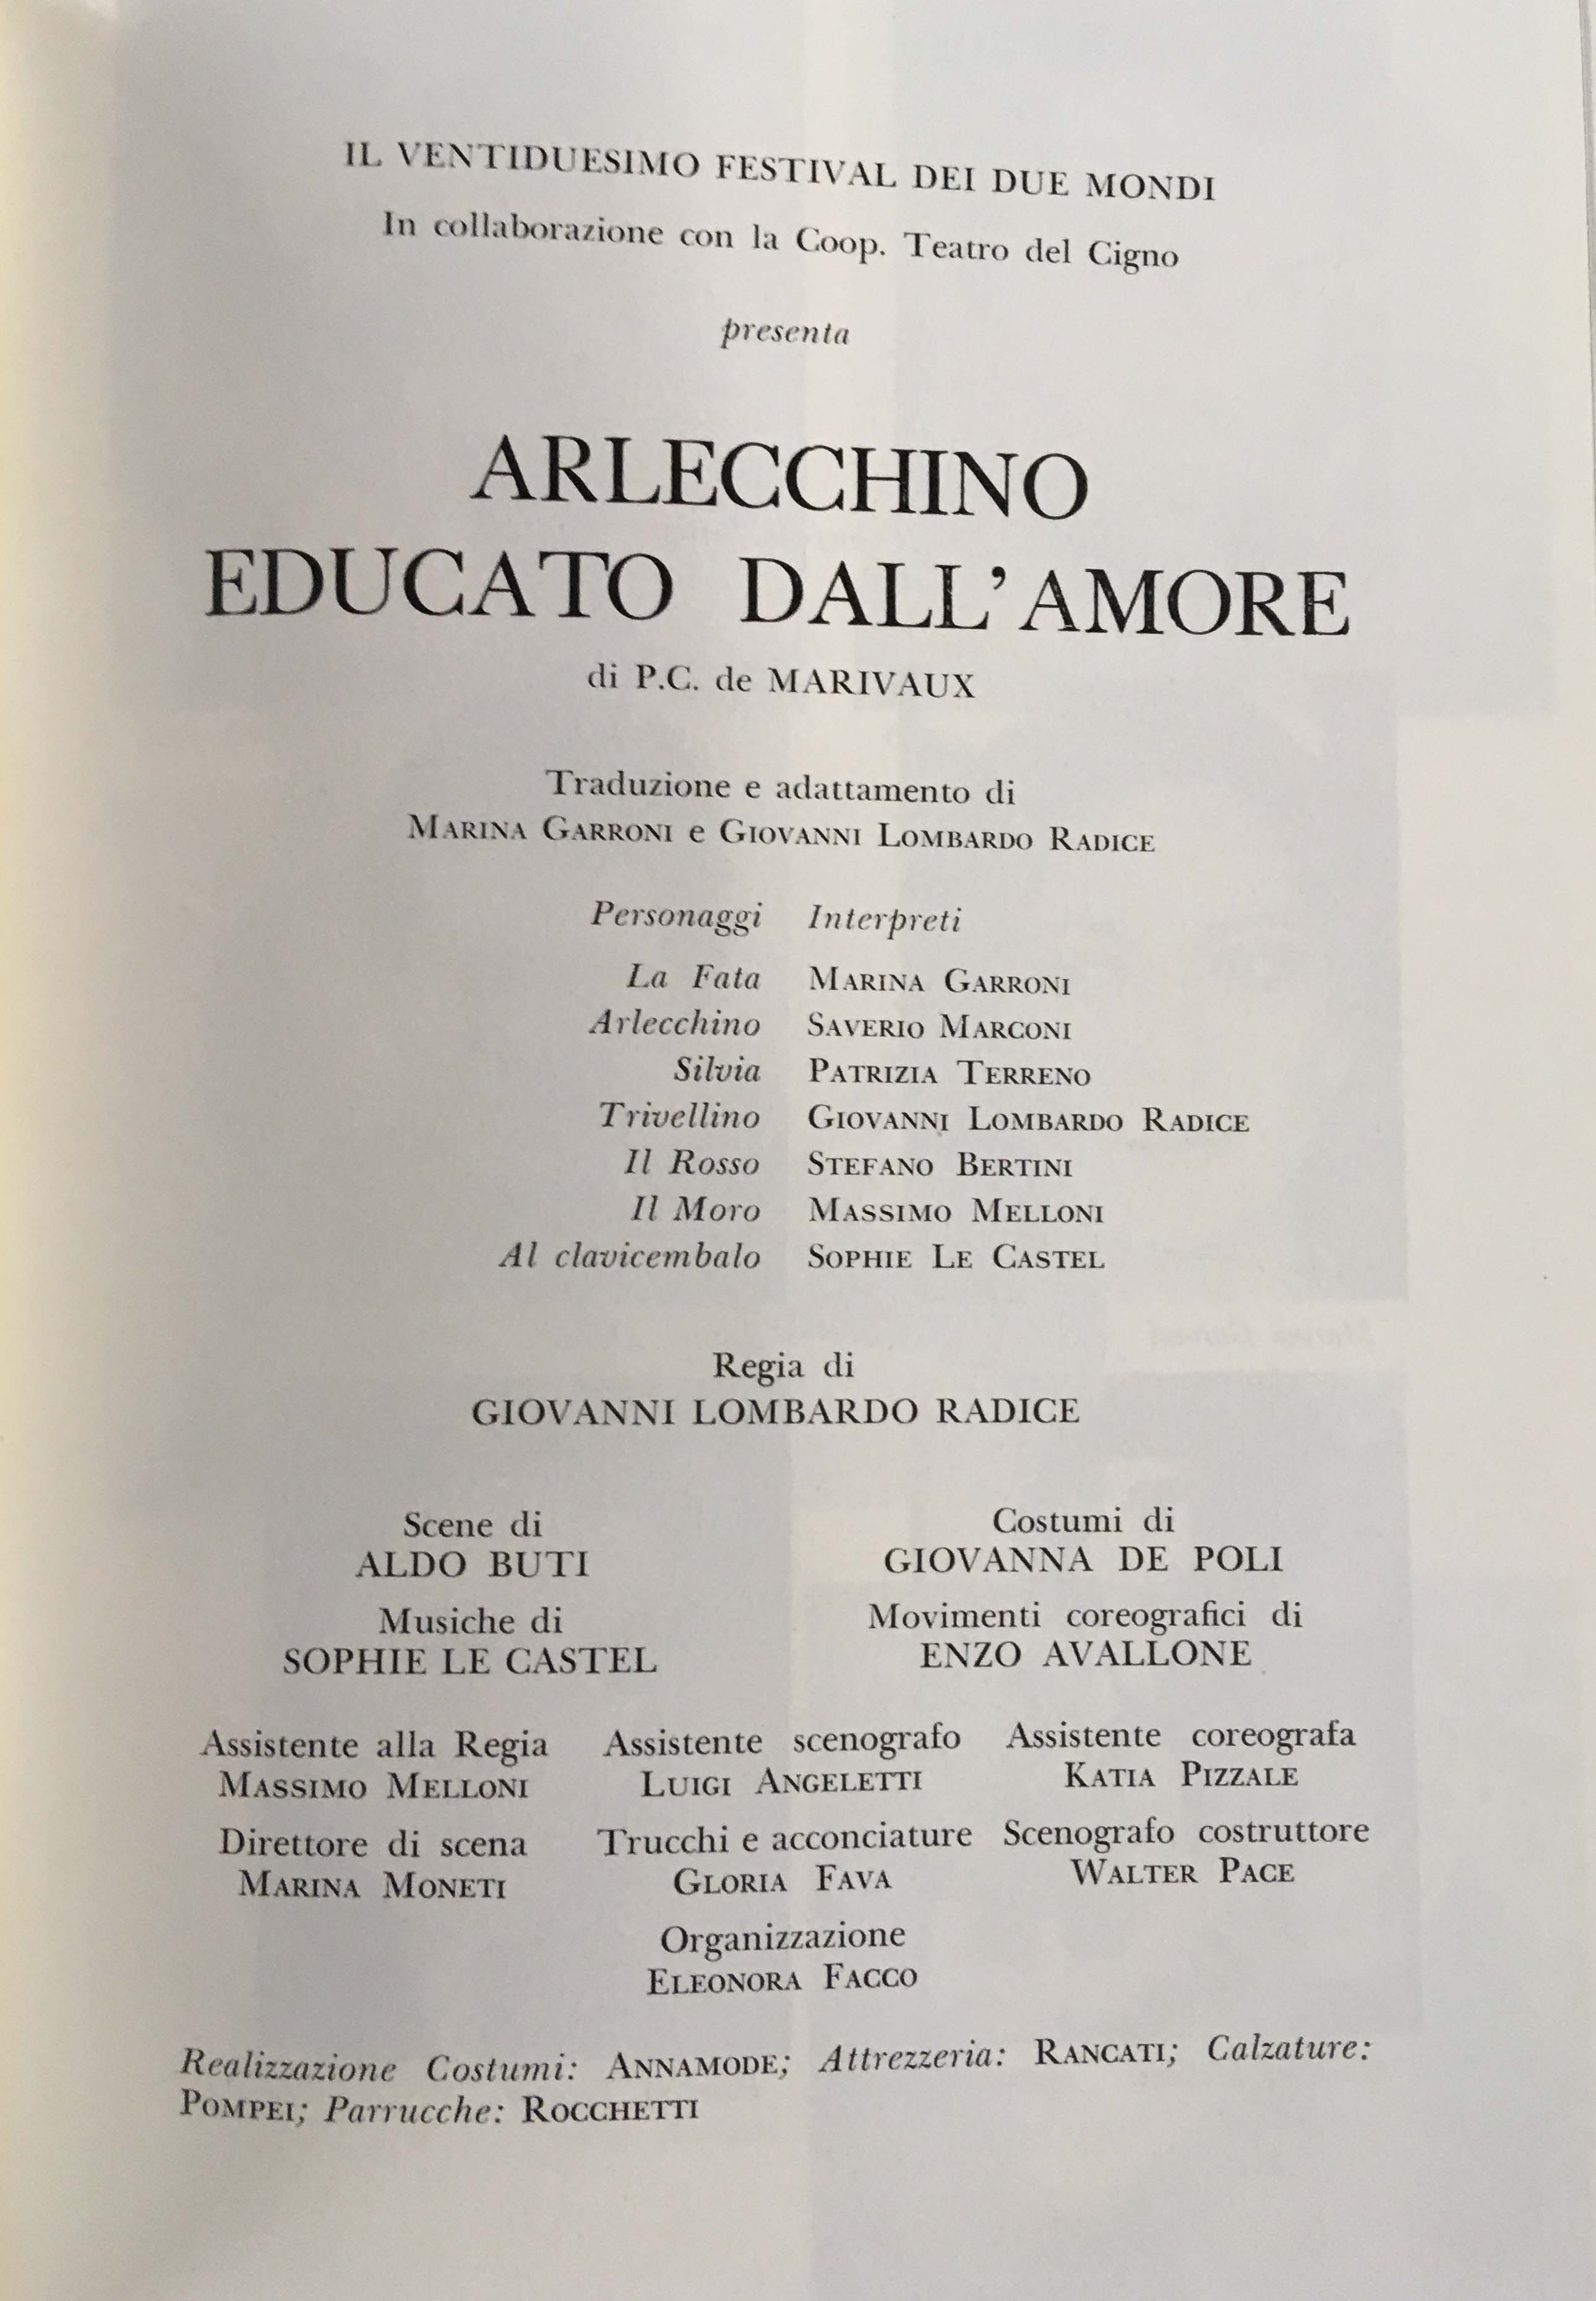 IL VENTIDUESIMO FESTIVAL DEI DUE MONDI
In collaborazione con la Coop. Teatro del Cigno
presenta
ARLECCHINO
EDUCATO DALL'AMORE
di P.C. de MARIVAUX
Traduzione e adattamento di
MARINA GARRONI e GIOVANNI LOMBARDO RADICE
Personaggi Interpreti
La Fata MARINA GARRONI
Arlecchino SAVERIO MARCONI
Silvia PATRIZIA TERRENO
Trivellino GIOVANNI LOMBARDO RADICE
Il Rosso STEFANO BERTINI
Il Moro MASSIMO MELLONI
Al clavicembalo SOPHIE LE CASTEL
Regia di
GIOVANNI LOMBARDO RADICE
Scene di
ALDO BUTI
Costumi di
GIOVANNA DE POLI
Musiche di
SOPHIE LE CASTEL
Movimenti coreografici di
ENZO AVALLONE
Assistente alla Regia
MASSIMO MELLONI
Assistente scenografo
LUIGI ANGELETTI
Assistente coreografa
KATIA PIZZALE
Direttore di scena
MARINA MONETI
Trucchi e acconciature
GLORIA FAVA
Scenografo costruttore
WALTER PACE
Organizzazione
ELEONORA FACCO
Realizzazione Costumi: ANNAMODE; Attrezzeria: RANCATI; Calzature:
POMPEI; Parrucche: ROCCHETTI